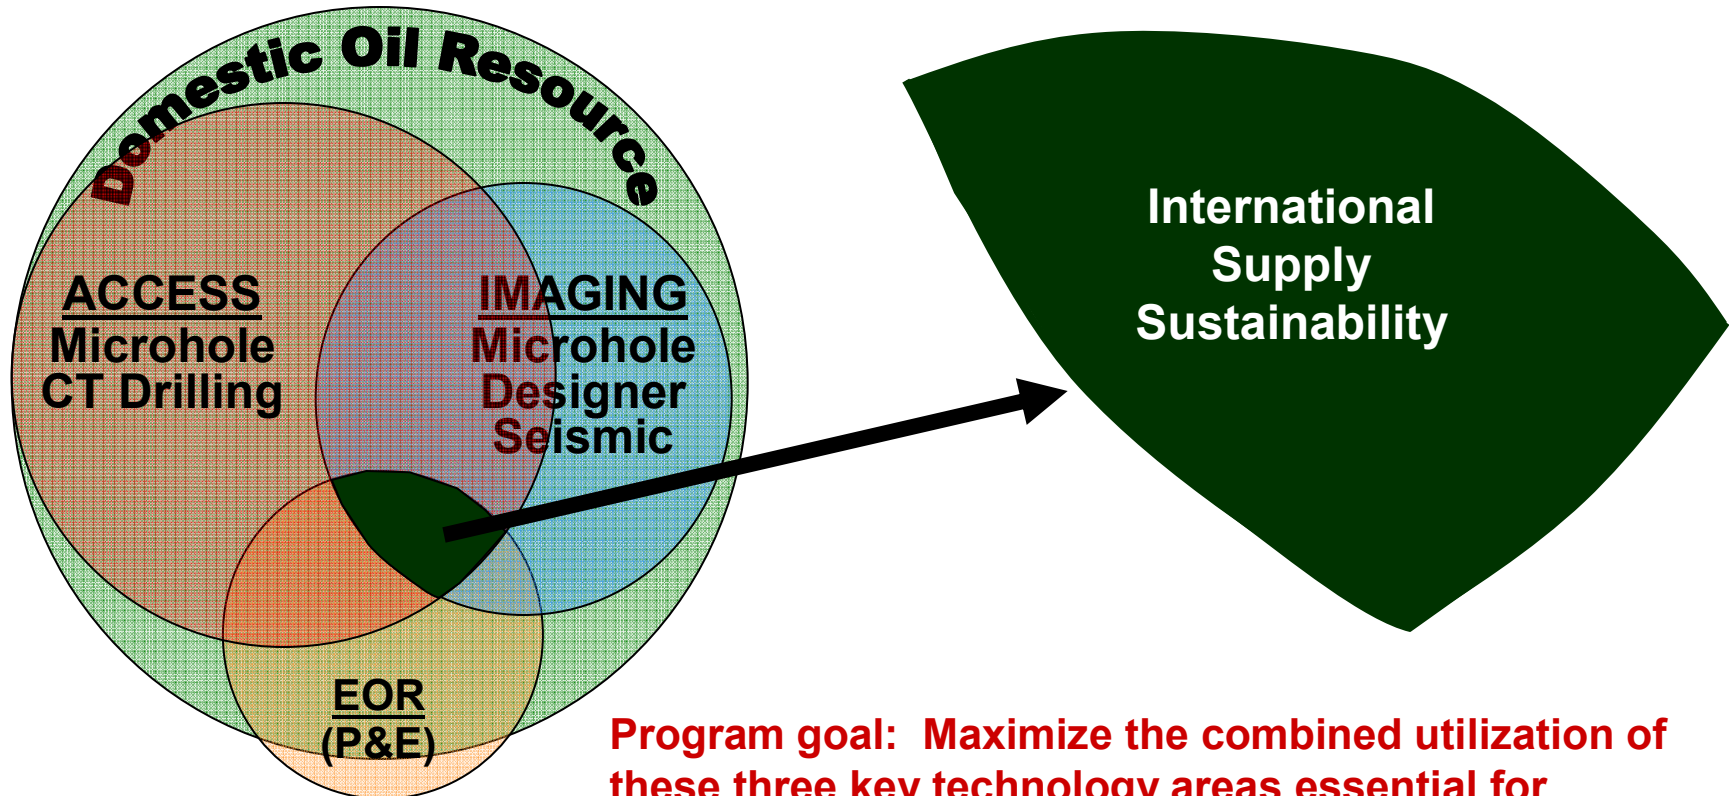 Domestic Oil Resource
ACCESS
Microhole
CT Drilling
IMAGING
Microhole
Designer
Seismic
EOR
(P&E)
International
Supply
Sustainability
Program goal: Maximize the combined utilization of
these three key technology areas essential for